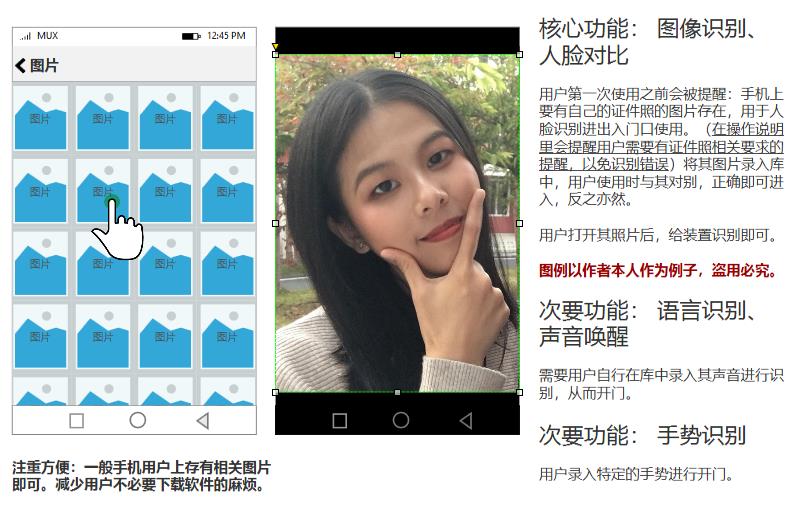 MUX
12:45 PM
图片
图片 图片 图片 图片
图片 图片 图片 图片
图片 图片 图片 图片
图片 图片 图片 图片
注重方便：一般手机用户上存有相关图片
即可。减少用户不必要下载软件的麻烦。
核心功能： 图像识别、
人脸对比
用户第一次使用之前会被提醒：手机上
要有自己的证件照的图片存在，用于人
脸识别进出入门口使用。（在操作说明
里会提醒用户需要有证件照相关要求的
提醒，以免识别错误）将其图片录入库
中，用户使用时与其对别，正确即可进
入，反之亦然。
用户打开其照片后，给装置识别即可。
图例以作者本人作为例子，盗用必究。
次要功能： 语言识别、
声音唤醒
需要用户自行在库中录入其声音进行识
别，从而开门。
次要功能： 手势识别
用户录入特定的手势进行开门。